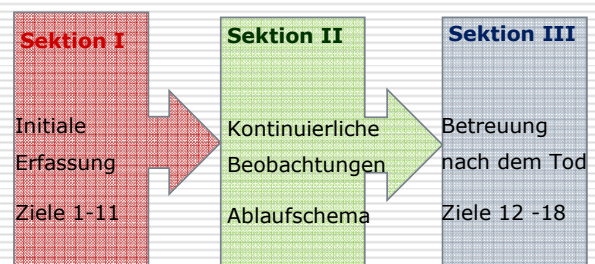 Sektion I
Initiale
Erfassung
Ziele 1-11
Sektion II
Kontinuierliche
Beobachtungen
Ablaufschema
Sektion III
Betreuung
nach dem Tod
Ziele 12 -18